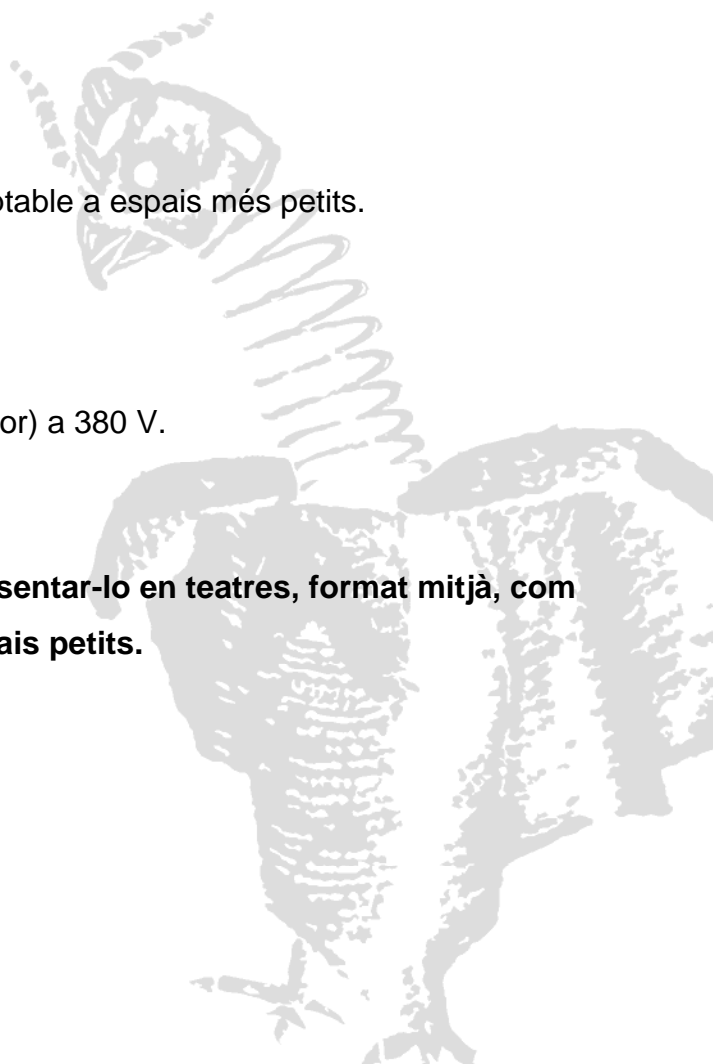 otable a espais més petits.
or) a 380 V.
sentar-lo en teatres, format mitjà, com
ais petits.